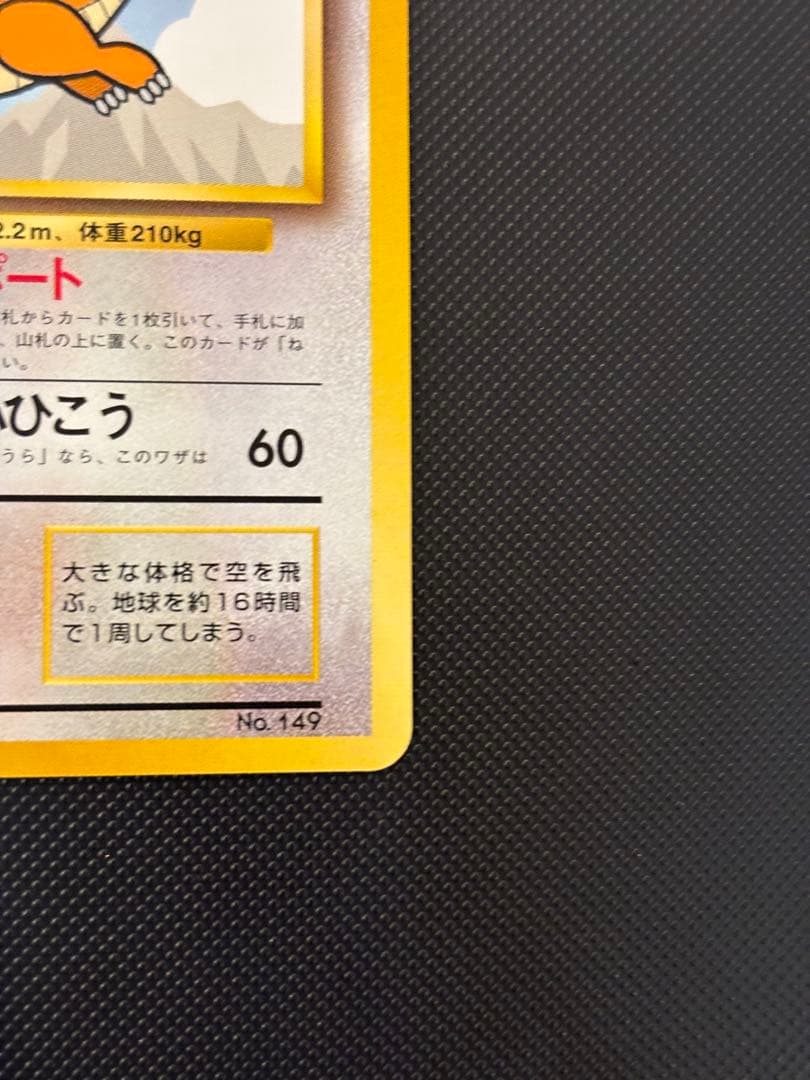 2.2m、体重210kg
ポート
札からカードを1枚引いて、手札に加
、山札の上に置く。このカードが「ね
い。
ひこう
うら」なら、このワザは
60
大きな体格で空を飛
ぶ。地球を約16時間
で1周してしまう。
No. 149